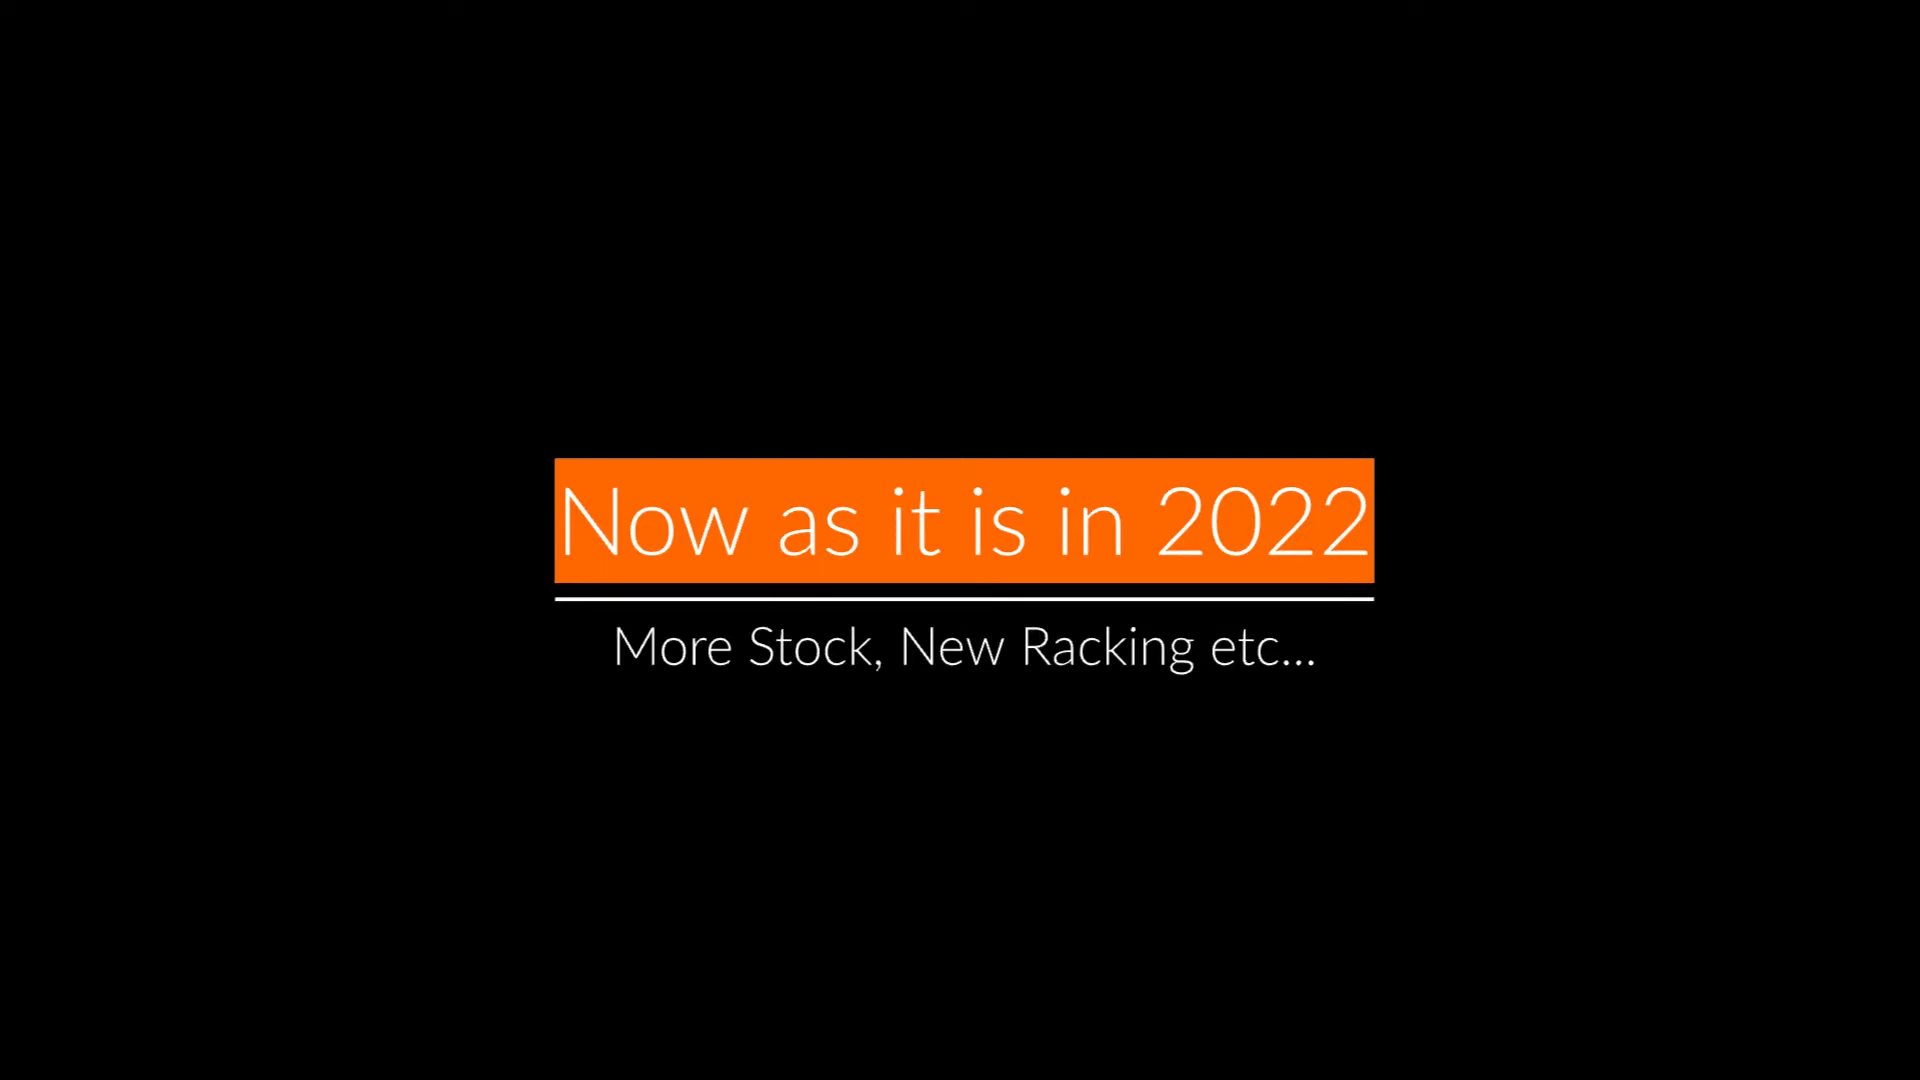 Now as it is in 2022
More Stock, New Racking etc...